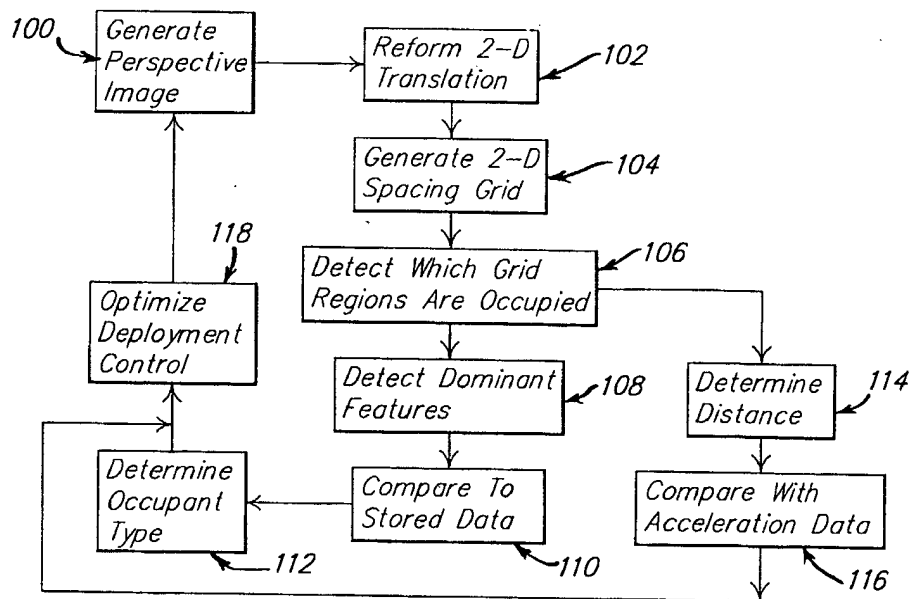 100
Generate
Perspective
Image
Reform 2-D
Translation
102
Generate 2-D
Spacing Grid
104
Detect Which Grid
Regions Are Occupied
106
118
Optimize
Deployment
Control
Detect Dominant
Features
108
Determine
Distance
114
Determine
Occupant
Type
112
Compare To
Stored Data
110
Compare With
Acceleration Data
116